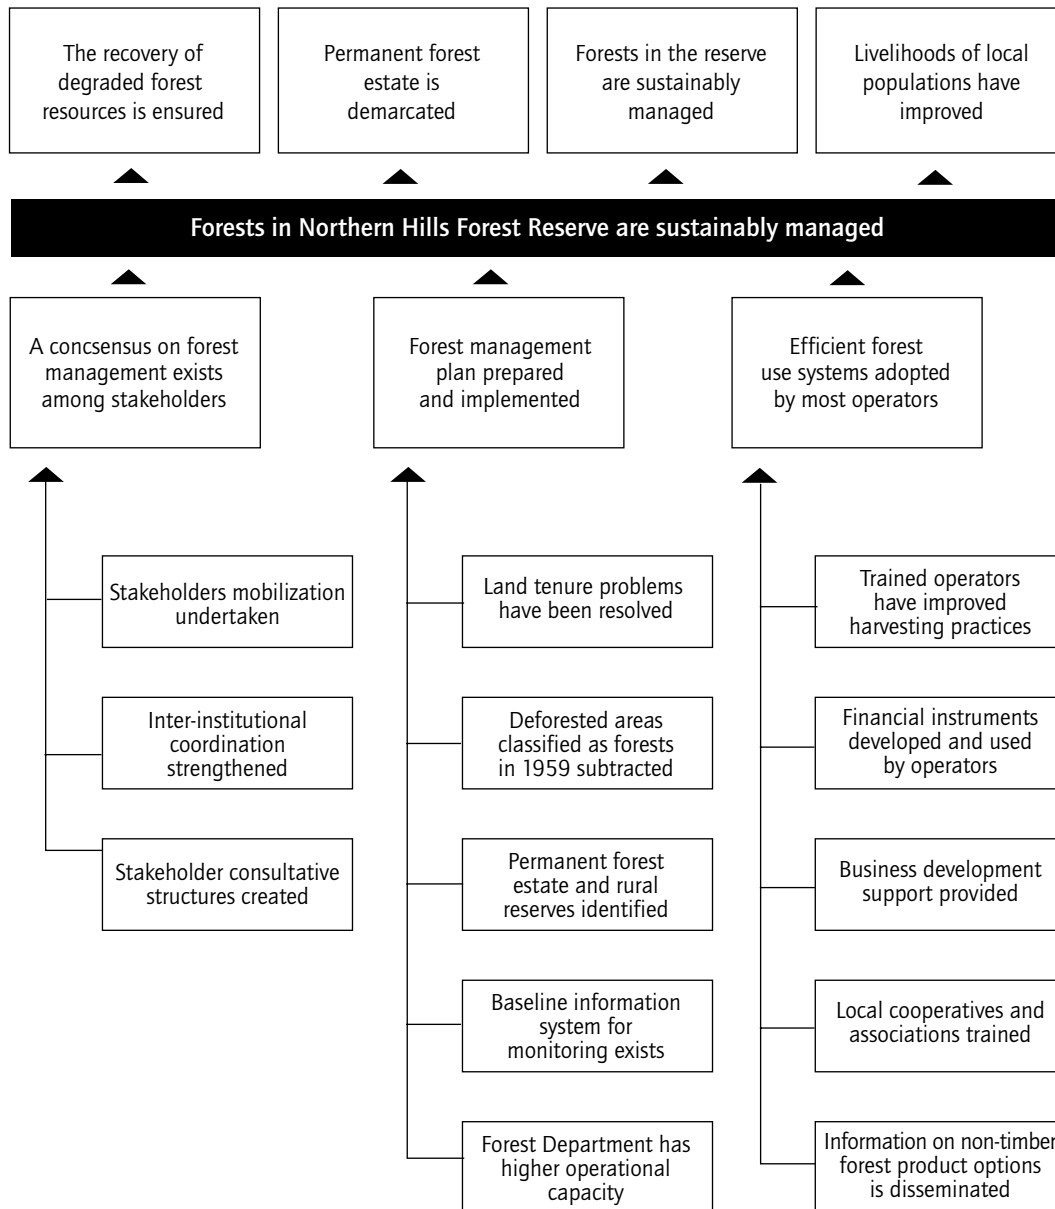 The recovery of
degraded forest
resources is ensured
Permanent forest
estate is
demarcated
Forests in the reserve
are sustainably
managed
Livelihoods of local
populations have
improved
Forests in Northern Hills Forest Reserve are sustainably managed
A concsensus on forest
management exists
among stakeholders
Forest management
plan prepared
and implemented
Efficient forest
use systems adopted
by most operators
Stakeholders mobilization
undertaken
Inter-institutional
coordination
strengthened
Stakeholder consultative
structures created
Land tenure problems
have been resolved
Deforested areas
classified as forests
in 1959 subtracted
Permanent forest
estate and rural
reserves identified
Baseline information
system for
monitoring exists
Forest Department has
higher operational
capacity
Trained operators
have improved
harvesting practices
Financial instruments
developed and used
by operators
Business development
support provided
Local cooperatives and
associations trained
Information on non-timber
forest product options
is disseminated